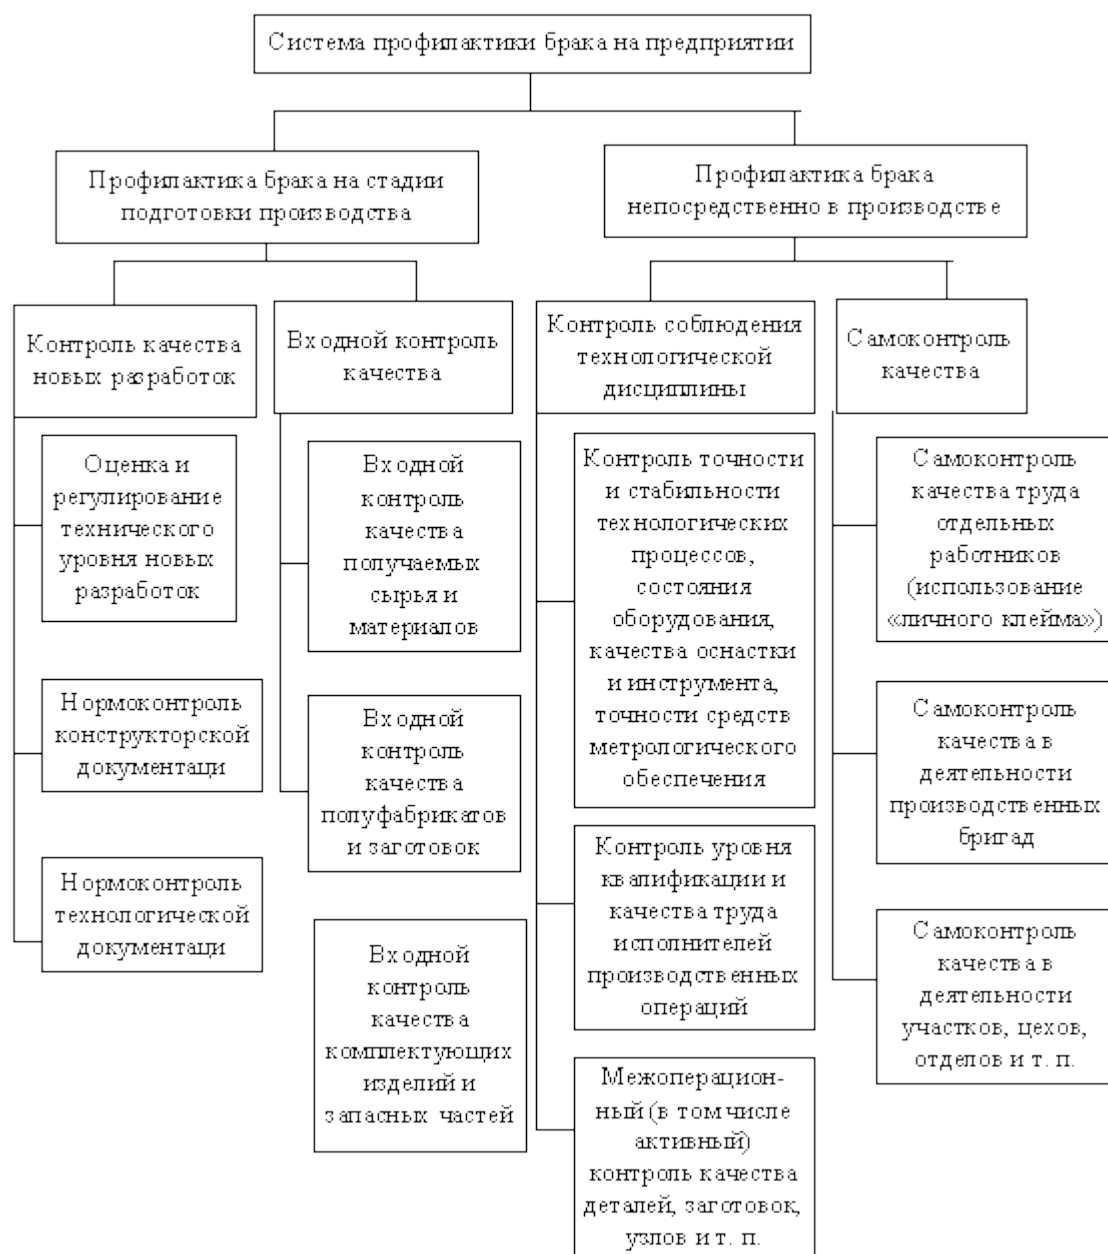 Система профилактики брака на предприятии
Профилактика брака на стадии
подготовки производства
Профилактика брака
непосредственно в производстве
Контроль качества
новых разработок
Входной контроль
качества
Контроль соблюдения
технологической
дисциплины
Самоконтроль
качества
Оценка и
регулирование
технического
уровня новых
разработок
Нормоконтроль
конструкторской
документаци
Нормоконтроль
технологической
документаци
Входной
контроль
качества
получаемых
сырья и
материалов
Входной
контроль
качества
полуфабрикатов
и заготовок
Входной
контроль
качества
комплектующих
изделий и
запасных частей
Контроль точности
и стабильности
технологических
процессов,
состояния
оборудования,
качества оснастки
и инструмента,
точности средств
метрологического
обеспечения
Контроль уровня
квалификации и
качества труда
исполнителей
производственных
операций
Межоперацион-
ный (в том числе
активный)
контроль качества
деталей, заготовок,
узлов и т. п.
Самоконтроль
качества труда
отдельных
работников
(использование
«личного клейма»)
Самоконтроль
качества в
деятельности
производственных
бригад
Самоконтроль
качества в
деятельности
участков, цехов,
отделов и т. п.